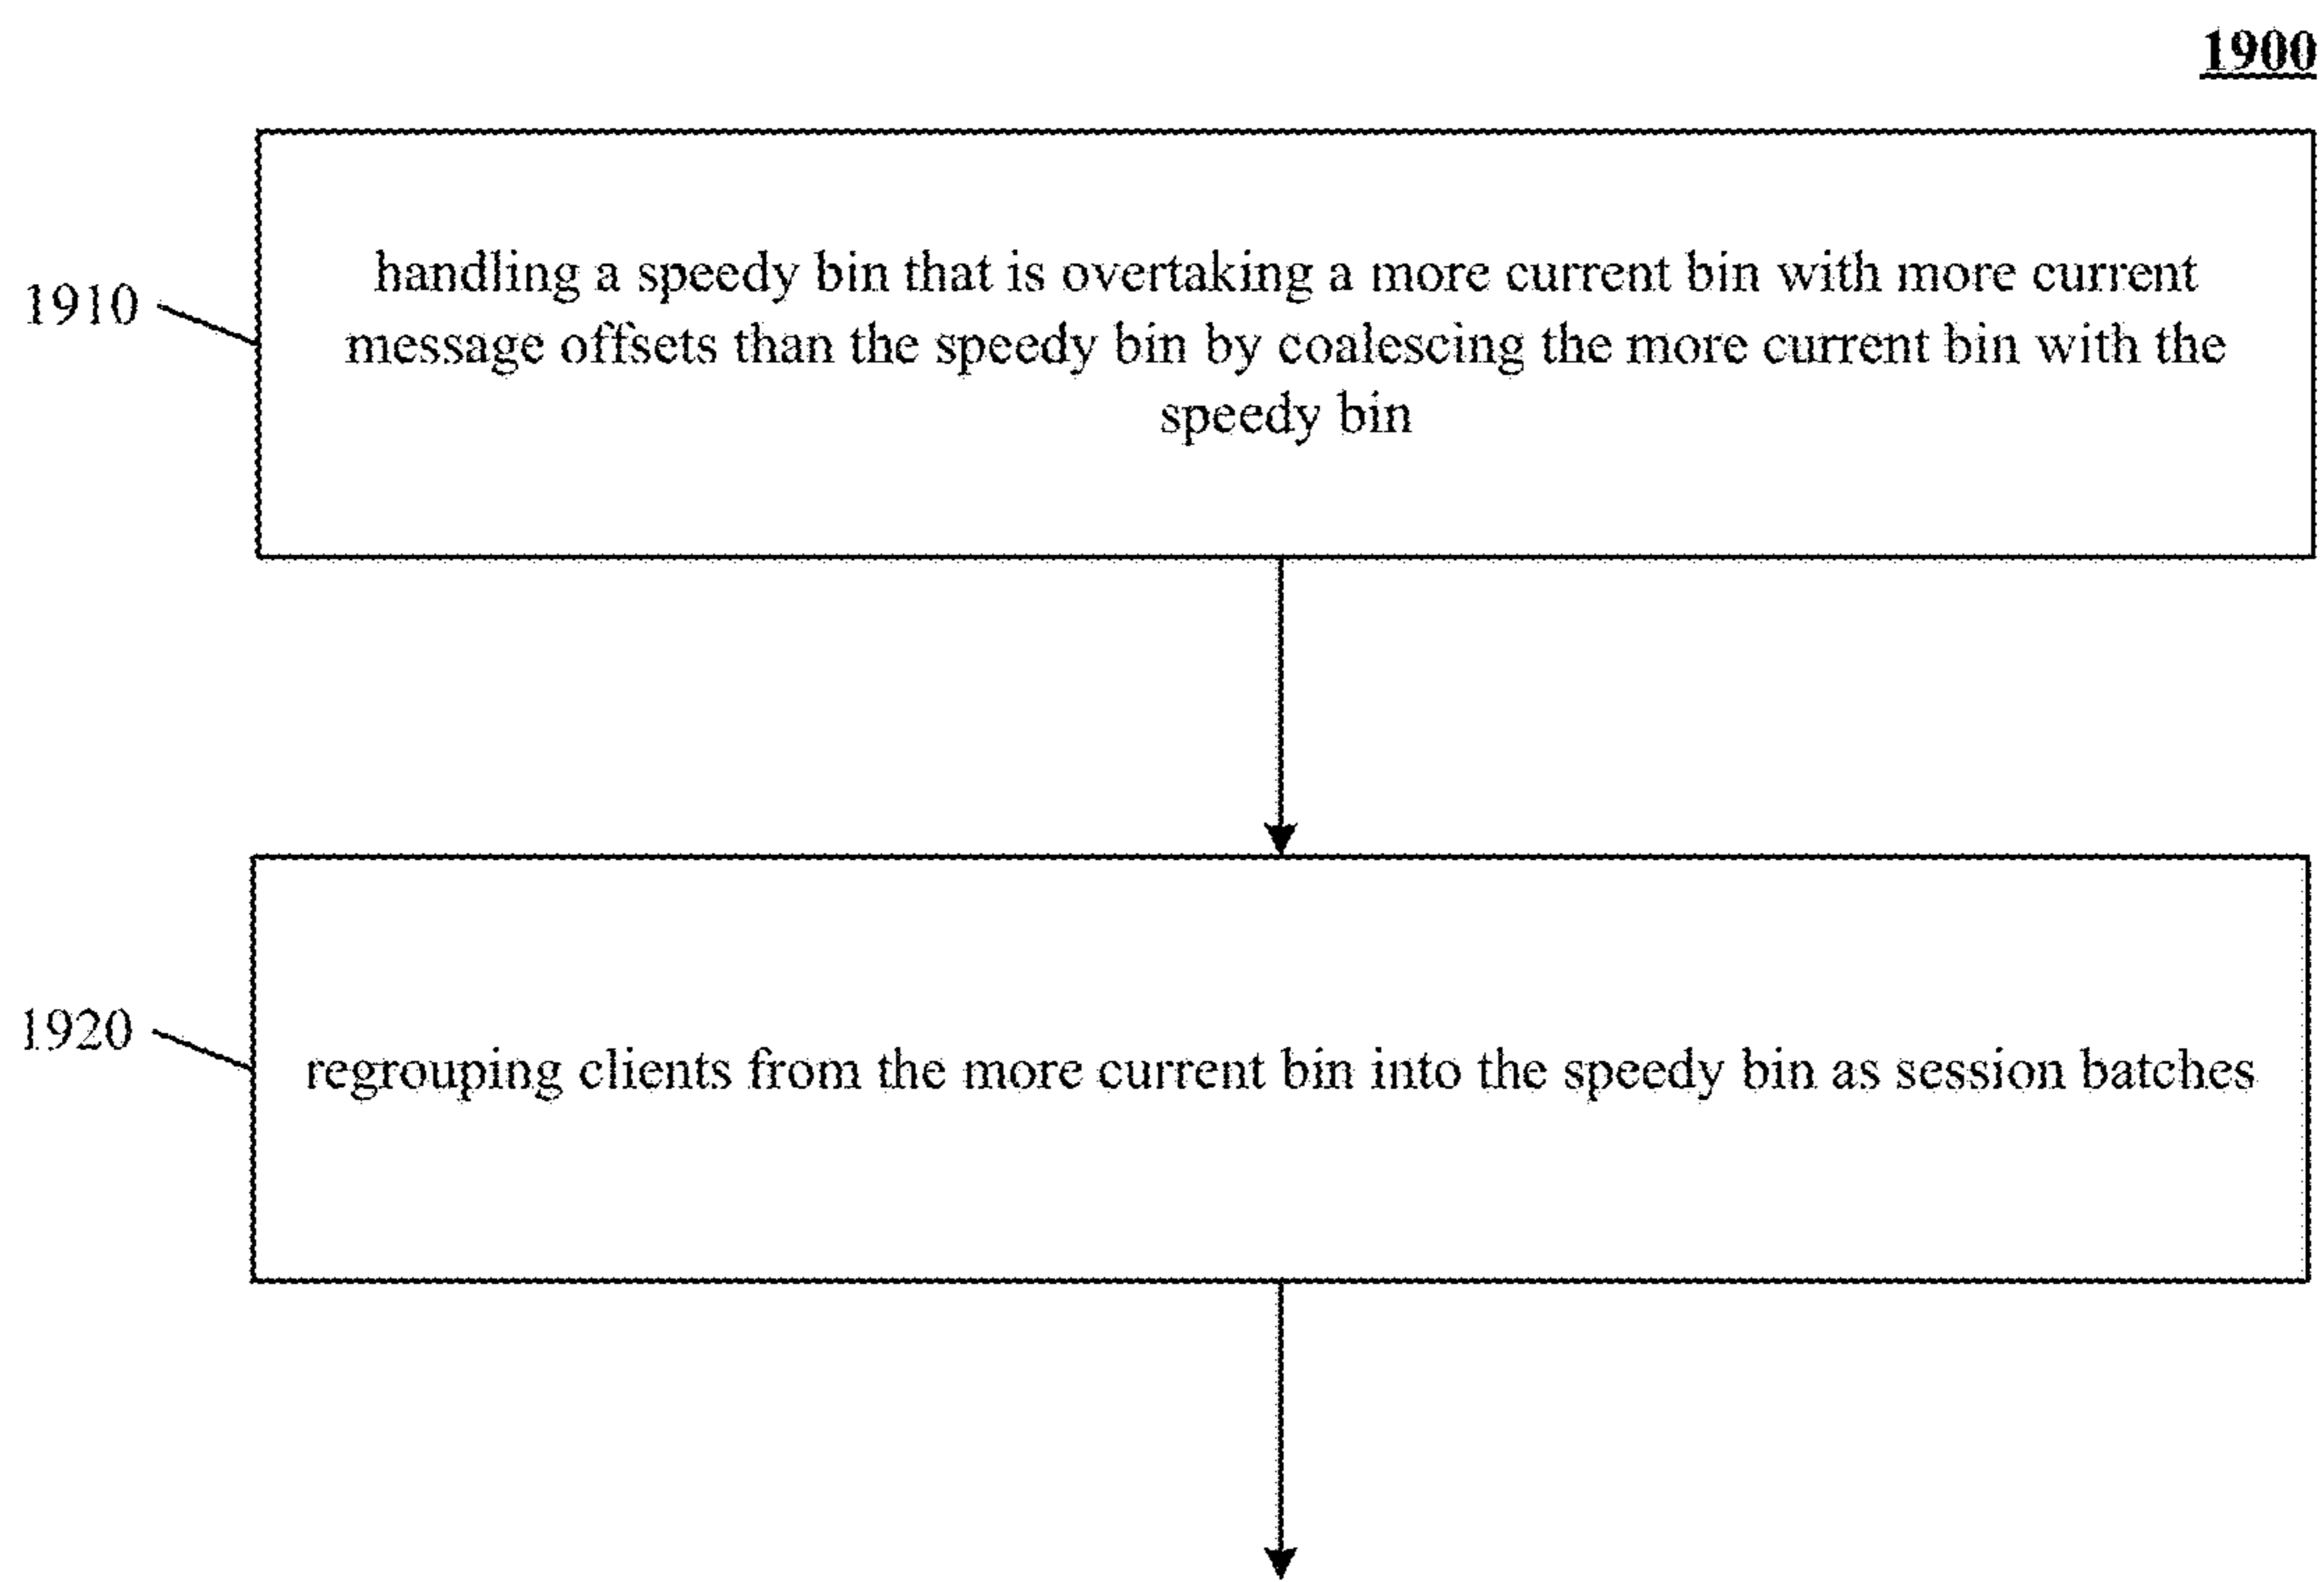 1900
handling a speedy bin that is overtaking a more current bin with more current
1910
message offsets than the speedy bin by coalescing the more current bin with the
speedy bin
1920
regrouping clients from the more current bin into the speedy bin as session batches